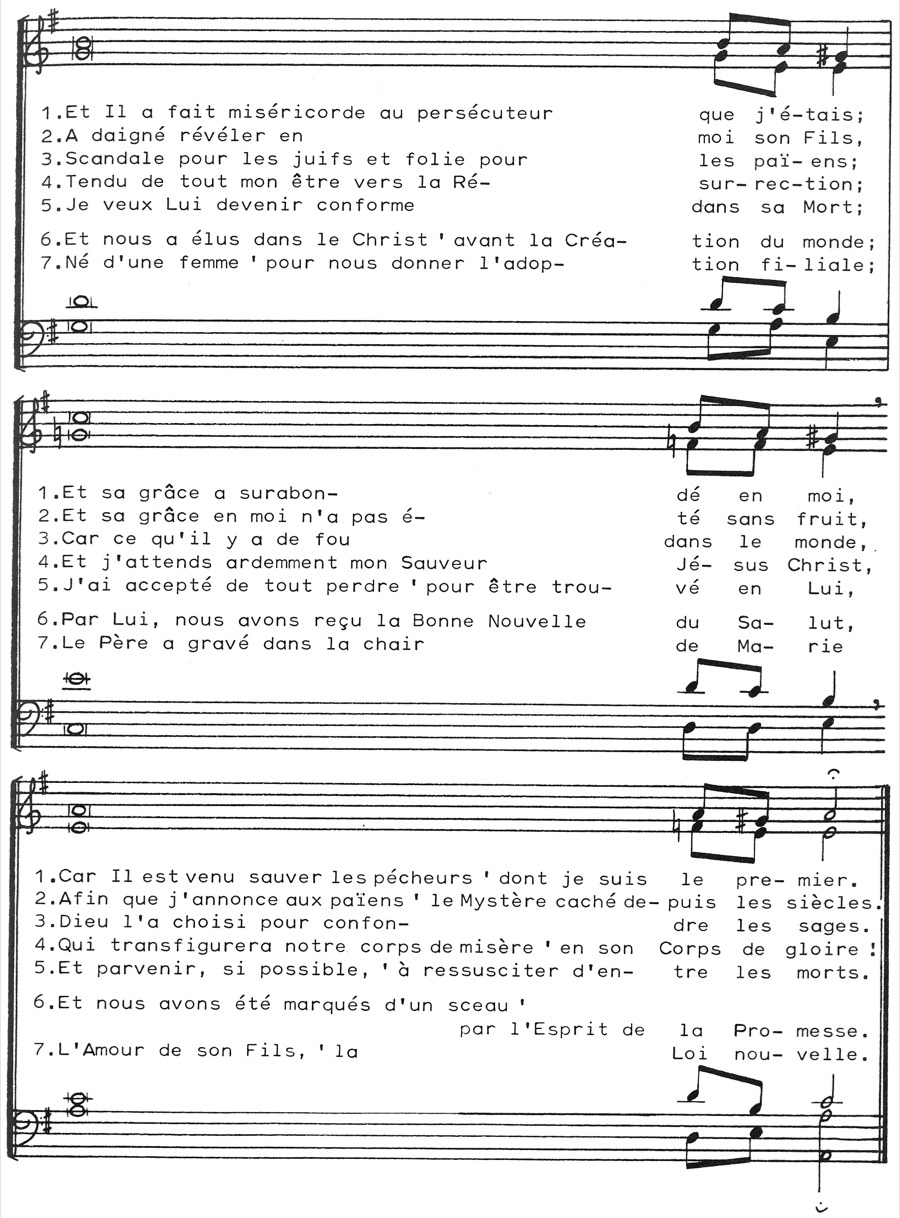 1.Et Il a fait miséricorde au persécuteur que j'é-tais;
2.A daigné révéler en moi son Fils,
3.Scandale pour les juifs et folie pour les paï-ens;
4.Tendu de tout mon être vers la Ré- sur-rec-tion;
5.Je veux Lui devenir conforme dans sa Mort;
6.Et nous a élus dans le Christ ' avant la Créa- tion du monde;
7.Né d'une femme ' pour nous donner l'adop- tion fi-liale;
1.Et sa grâce a surabon- dé en moi,
2.Et sa grâce en moi n'a pas é- té sans fruit,
3.Car ce qu'il y a de fou dans le monde,
4.Et j'attends ardemment mon Sauveur Jé- sus Christ,
5.J'ai accepté de tout perdre ' pour être trou- vé en Lui,
6.Par Lui, nous avons reçu la Bonne Nouvelle du Sa- lut,
7.Le Père a gravé dans la chair de Ma- rie
1.Car Il est venu sauver les pécheurs ' dont je suis le pre- mier.
2.Afin que j'annonce aux païens ' le Mystère caché de- puis les siècles.
3.Dieu l'a choisi pour confon- dre les sages.
4.Qui transfigurera notre corps de misère ' en son Corps de gloire !
5.Et parvenir, si possible, ' à ressusciter d'en- tre les morts.
6.Et nous avons été marqués d'un sceau '
par l'Esprit de la Pro- messe.
7.L'Amour de son Fils, ' la Loi nou- velle.